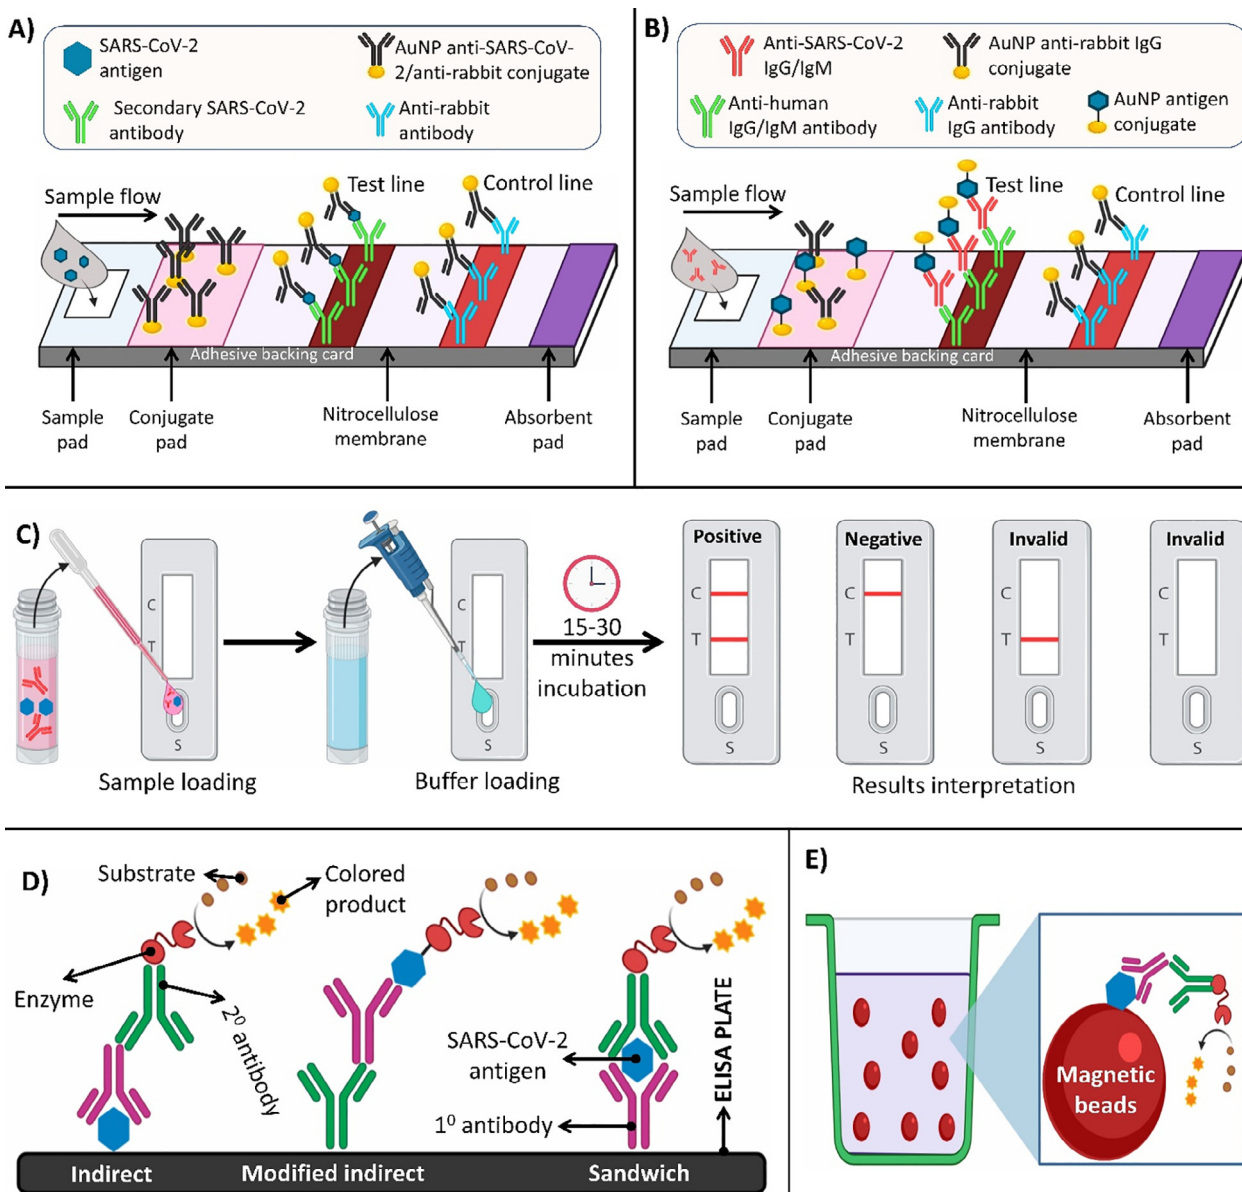 A)
SARS-CoV-2
antigen
AuNP anti-SARS-CoV-
2/anti-rabbit conjugate
Secondary SARS-CoV-2
antibody
Anti-rabbit
antibody
Sample flow
Test line
Control line
Adhesive backing card
Sample
pad
Conjugate
pad
Nitrocellulose
membrane
Absorbent
pad
B)
Anti-SARS-CoV-2
IgG/IgM
AuNP anti-rabbit IgG
conjugate
Anti-human
IgG/IgM antibody
Anti-rabbit
IgG antibody
AuNP antigen
conjugate
Sample flow
Test line
Control line
Adhesive backing card
Sample
pad
Conjugate
pad
Nitrocellulose
membrane
Absorbent
pad
C)
C
T
S
Sample loading
C
T
S
Buffer loading
15-30
minutes
incubation
Positive
C
T
S
Negative
C
T
S
Invalid
C
T
S
Invalid
C
T
S
Results interpretation
D)
Substrate
Colored
product
Enzyme
2⁰ antibody
SARS-CoV-2
antigen
1⁰ antibody
ELISA PLATE
Indirect
Modified indirect
Sandwich
E)
Magnetic
beads